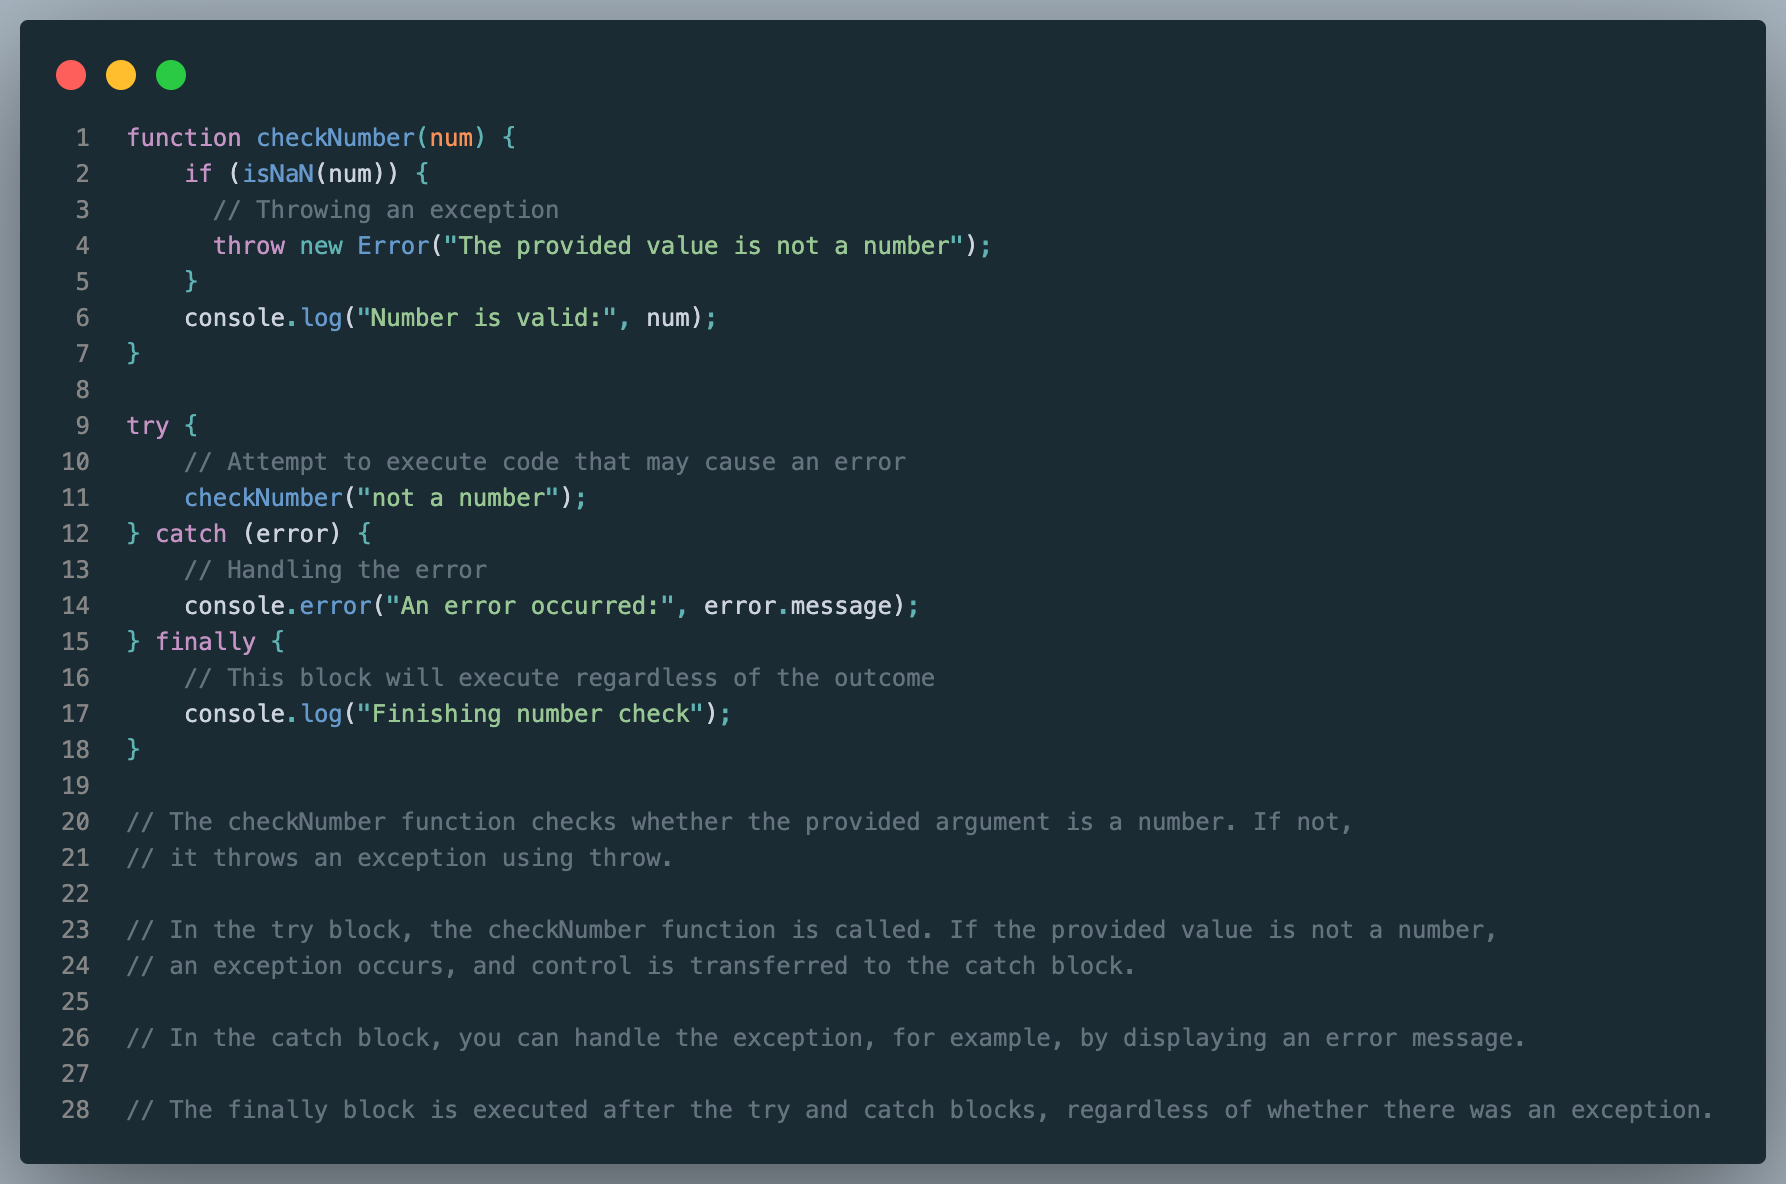 1 function checkNumber(num) {
2     if (isNaN(num)) {
3       // Throwing an exception
4       throw new Error("The provided value is not a number");
5     }
6     console.log("Number is valid:", num);
7 }
8
9 try {
10     // Attempt to execute code that may cause an error
11     checkNumber("not a number");
12 } catch (error) {
13     // Handling the error
14     console.error("An error occurred:", error.message);
15 } finally {
16     // This block will execute regardless of the outcome
17     console.log("Finishing number check");
18 }
19
20 // The checkNumber function checks whether the provided argument is a number. If not,
21 // it throws an exception using throw.
22
23 // In the try block, the checkNumber function is called. If the provided value is not a number,
24 // an exception occurs, and control is transferred to the catch block.
25
26 // In the catch block, you can handle the exception, for example, by displaying an error message.
27
28 // The finally block is executed after the try and catch blocks, regardless of whether there was an exception.